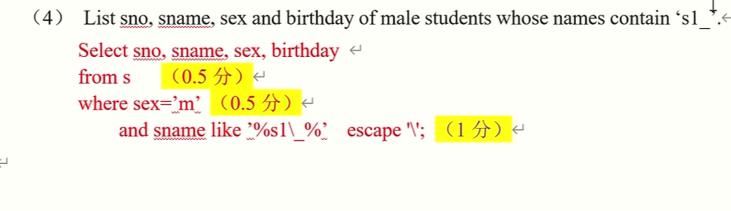 （4） List sno, sname, sex and birthday of male students whose names contain ‘s1_’.
Select sno, sname, sex, birthday
from s （0.5 分）
where sex=’m’ （0.5 分）
and sname like ’%s1\_%’ escape '\'; （1 分）